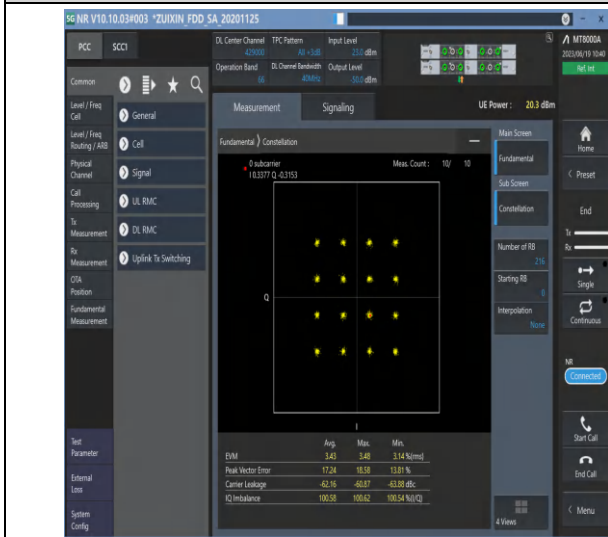 5G NR V10.10.03#003 *ZUIXIN_FDD_SA_20201125
PCC
SCC1
DL Center Channel
429000
TPC Pattern
All +3dB
Input Level
23.0 dBm
Operation Band
66
DL Channel Bandwidth
40MHz
Output Level
-50.0 dBm
MT8000A
2023/06/19 10:40
Ref. Int
Common
Level / Freq
Cell
Level / Freq
Routing / ARB
Physical
Channel
Call
Processing
Tx
Measurement
Rx
Measurement
OTA
Position
Fundamental
Measurement
Test
Parameter
External
Loss
System
Config
General
Cell
Signal
UL RMC
DL RMC
Uplink Tx Switching
Measurement
Signaling
UE Power : 20.3 dBm
Fundamental
Constellation
0 subcarrier
I 0.3377 Q -0.3153
Meas. Count : 10/ 10
Q
I
Avg. Max. Min.
EVM 3.43 3.48 3.14 %(rms)
Peak Vector Error 17.24 18.58 13.81 %
Carrier Leakage -62.16 -60.87 -63.88 dBc
IQ Imbalance 100.58 100.62 100.54 %(I/Q)
Main Screen
Fundamental
Sub Screen
Constellation
Number of RB
216
Starting RB
0
Interpolation
None
4 Views
Home
Preset
End
Tx
Rx
Single
Continuous
NR
Connected
Start Call
End Call
Menu